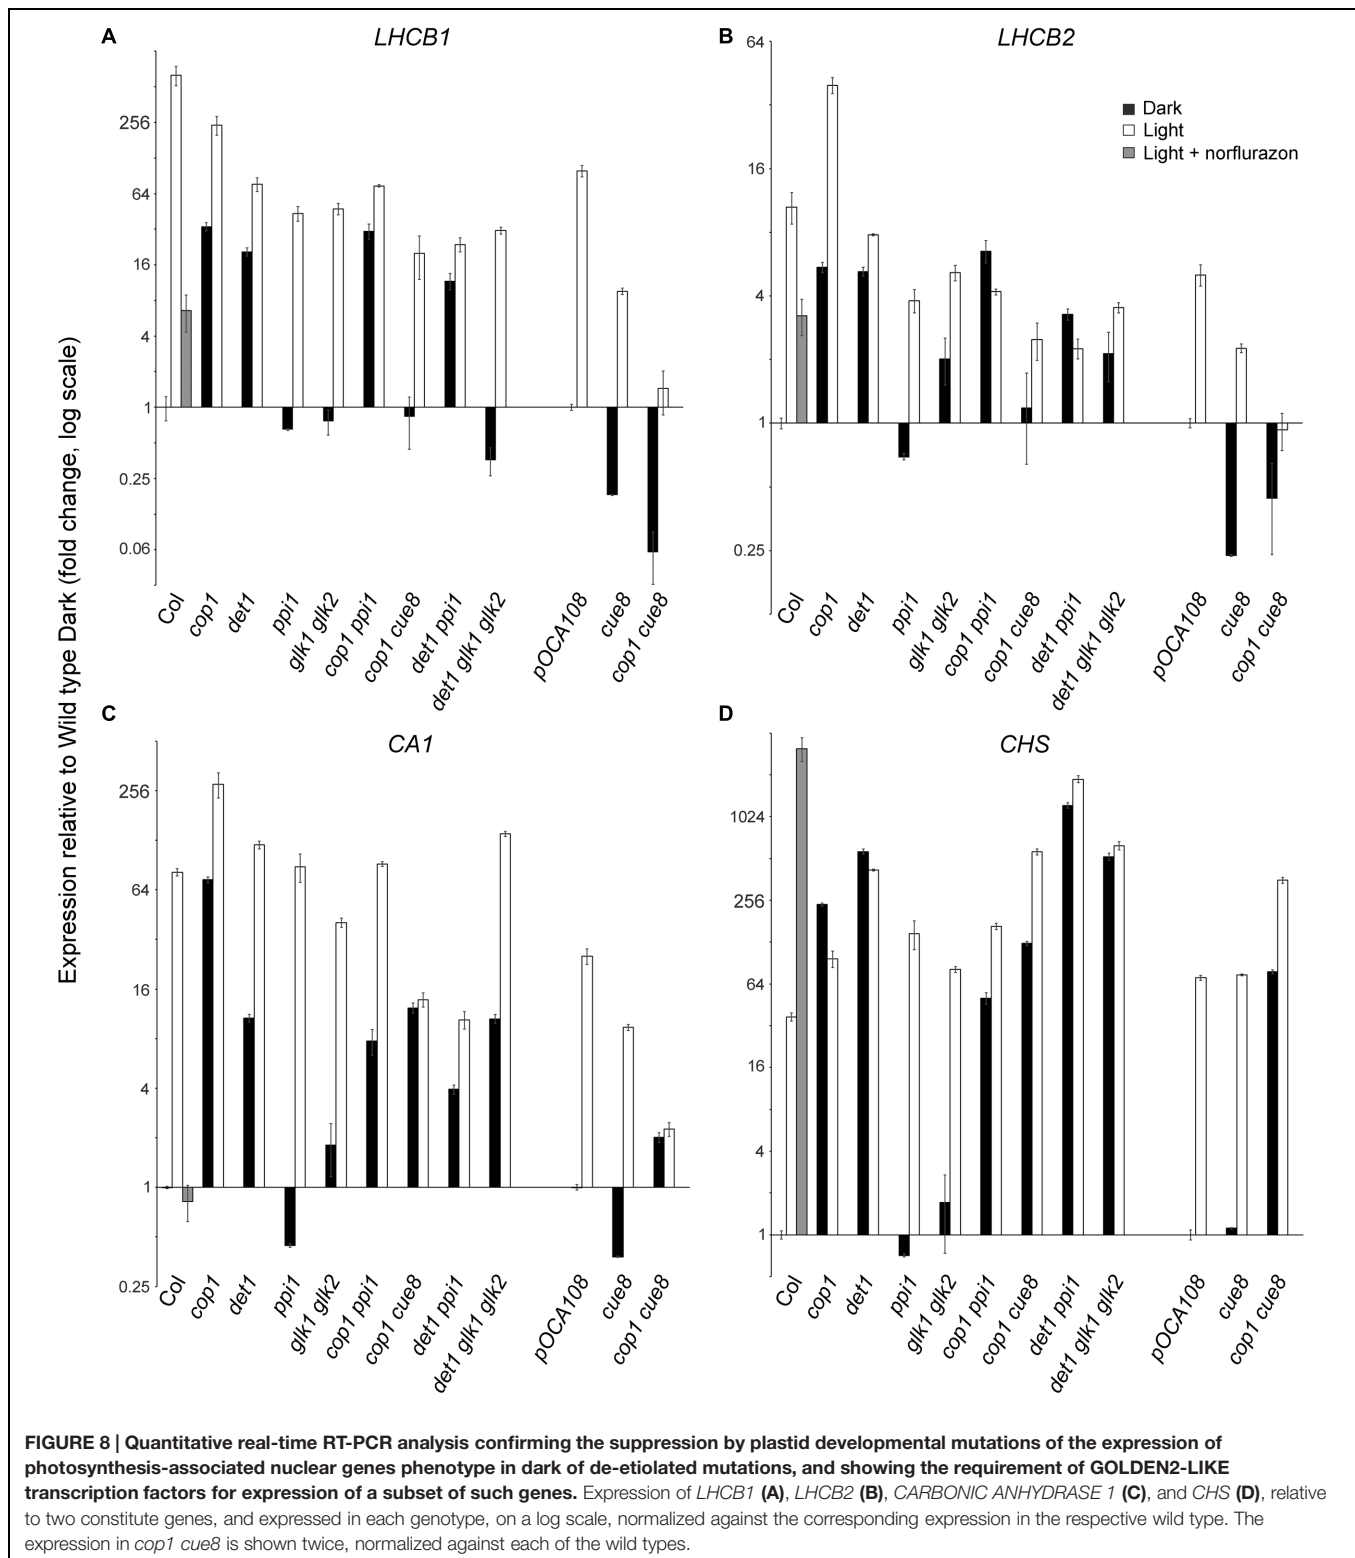 Expression relative to Wild type Dark (fold change, log scale)
A
LHCB1
256
64
16
4
1
0.25
0.06
Col
cop1
det1
ppi1
glk1 glk2
cop1 ppi1
cop1 cue8
det1 ppi1
det1 glk1 glk2
pOCA108
cue8
cop1 cue8
B
LHCB2
64
16
4
1
0.25
Dark
Light
Light + norflurazon
Col
cop1
det1
ppi1
glk1 glk2
cop1 ppi1
cop1 cue8
det1 ppi1
det1 glk1 glk2
pOCA108
cue8
cop1 cue8
C
CA1
256
64
16
4
1
0.25
Col
cop1
det1
ppi1
glk1 glk2
cop1 ppi1
cop1 cue8
det1 ppi1
det1 glk1 glk2
pOCA108
cue8
cop1 cue8
D
CHS
1024
256
64
16
4
1
Col
cop1
det1
ppi1
glk1 glk2
cop1 ppi1
cop1 cue8
det1 ppi1
det1 glk1 glk2
pOCA108
cue8
cop1 cue8
FIGURE 8 | Quantitative real-time RT-PCR analysis confirming the suppression by plastid developmental mutations of the expression of
photosynthesis-associated nuclear genes phenotype in dark of de-etiolated mutations, and showing the requirement of GOLDEN2-LIKE
transcription factors for expression of a subset of such genes. Expression of LHCB1 (A), LHCB2 (B), CARBONIC ANHYDRASE 1 (C), and CHS (D), relative
to two constitute genes, and expressed in each genotype, on a log scale, normalized against the corresponding expression in the respective wild type. The
expression in cop1 cue8 is shown twice, normalized against each of the wild types.